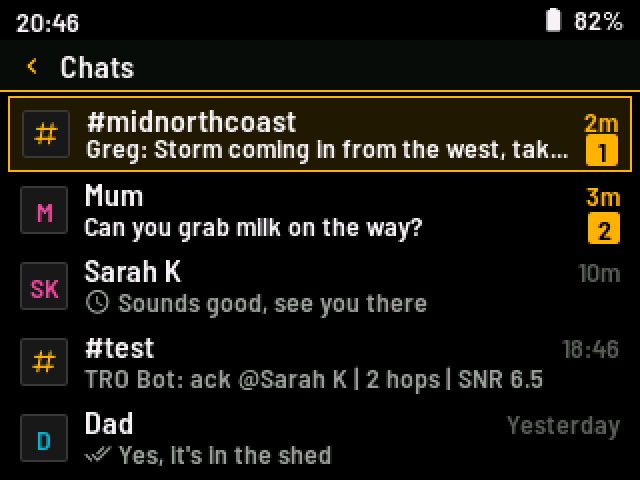 20:46 82%
Chats
# #midnorthcoast 2m
Greg: Storm coming in from the west, tak... 1
M Mum 3m
Can you grab milk on the way? 2
SK Sarah K 10m
Sounds good, see you there
# #test 18:46
TRO Bot: ack @Sarah K | 2 hops | SNR 6.5
D Dad Yesterday
Yes, it's in the shed